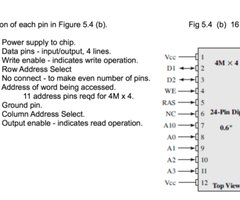 on of each pin in Figure 5.4 (b).
Fig 5.4 (b) 16
Power supply to chip.
Data pins - input/output, 4 lines.
Write enable - indicates write operation.
Row Address Select
No connect - to make even number of pins.
Address of word being accessed.
11 address pins reqd for 4M x 4.
Ground pin.
Column Address Select.
Output enable - indicates read operation.
Vcc 1
D1 2
D2 3
WE 4
RAS 5
NC 6
A10 7
A0 8
A1 9
A2 10
A3 11
Vcc 12
4M × 4
24-Pin Dip
0.6"
Top View